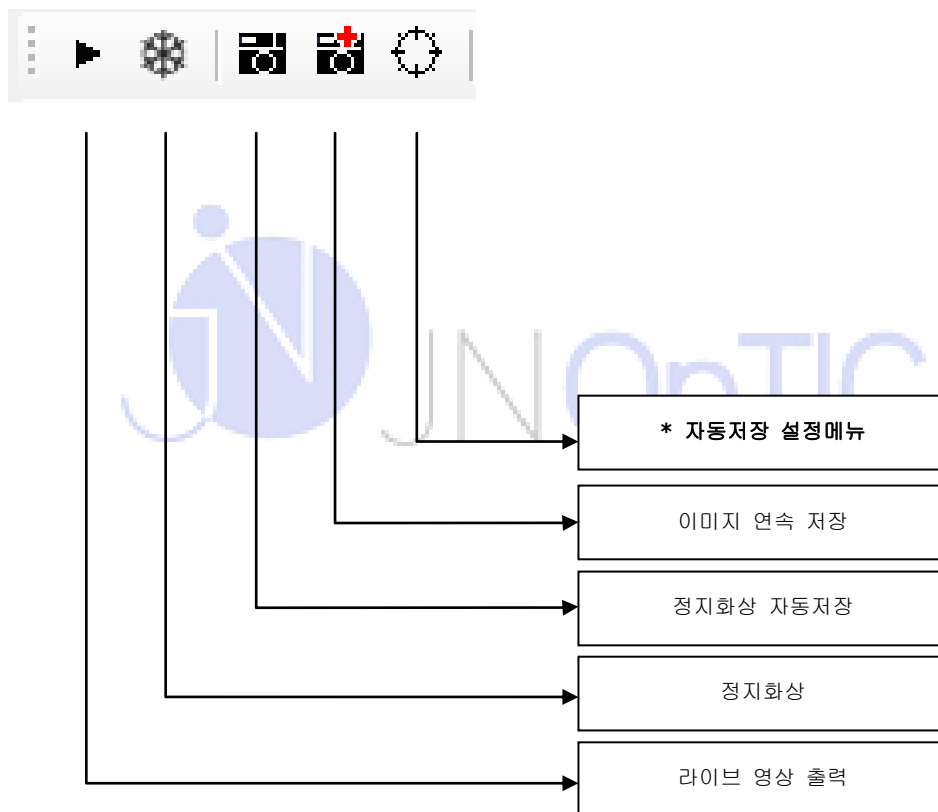 JNOpTIC
* 자동저장 설정메뉴
이미지 연속 저장
정지화상 자동저장
정지화상
라이브 영상 출력